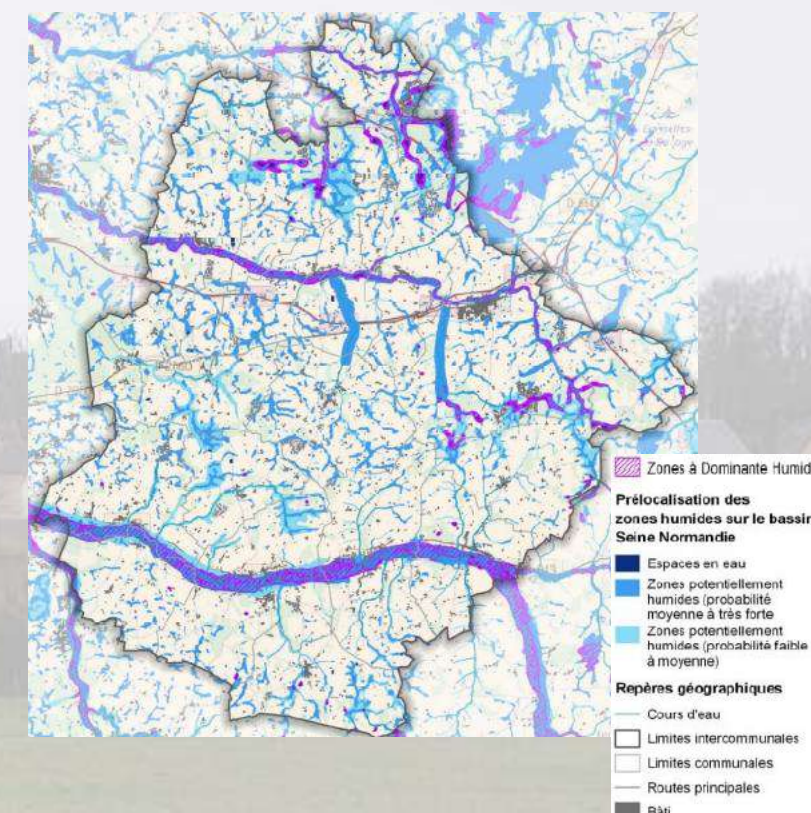 Zones à Dominante Humid
Prélocalisation des
zones humides sur le bassin
Seine Normandie
Espaces en eau
Zones potentiellement
humides (probabilité
moyenne à très forte
Zones potentiellement
humides (probabilité faible
à moyenne)
Repères géographiques
Cours d'eau
Limites intercommunales
Limites communales
Routes principales
Bâti